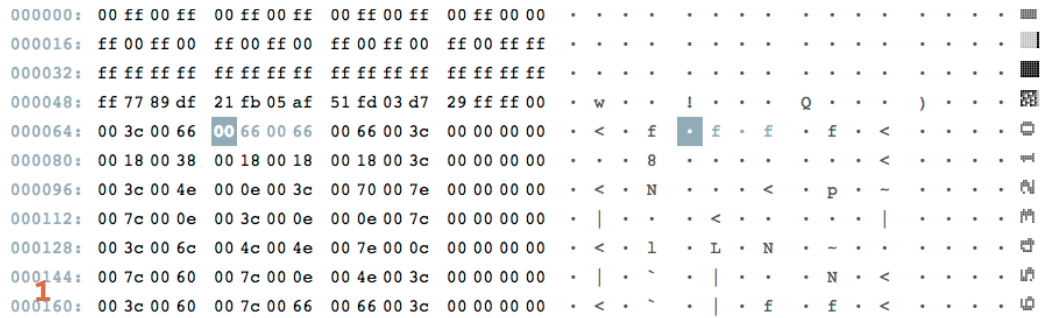 000000: 00 ff 00 ff 00 ff 00 ff 00 ff 00 ff 00 ff 00 00 · · · · · · · · · · · · · · · ·
000016: ff 00 ff 00 ff 00 ff 00 ff 00 ff 00 ff 00 ff ff · · · · · · · · · · · · · · · ·
000032: ff ff ff ff ff ff ff ff ff ff ff ff ff ff ff ff · · · · · · · · · · · · · · · ·
000048: ff 77 89 df 21 fb 05 af 51 fd 03 d7 29 ff ff 00 · w · · ! · · · Q · · · ) · · ·
000064: 00 3c 00 66 00 66 00 66 00 66 00 3c 00 00 00 00 · < · f · f · f · f · < · · · ·
000080: 00 18 00 38 00 18 00 18 00 18 00 3c 00 00 00 00 · · · 8 · · · · · · · < · · · ·
000096: 00 3c 00 4e 00 0e 00 3c 00 70 00 7e 00 00 00 00 · < · N · · · < · p · ~ · · · ·
000112: 00 7c 00 0e 00 3c 00 0e 00 0e 00 7c 00 00 00 00 · | · · · < · · · · · | · · · ·
000128: 00 3c 00 6c 00 4c 00 4e 00 7e 00 0c 00 00 00 00 · < · l · L · N · ~ · · · · · ·
000144: 00 7c 00 60 00 7c 00 0e 00 4e 00 3c 00 00 00 00 · | · ` · | · · · N · < · · · ·
1
000160: 00 3c 00 60 00 7c 00 66 00 66 00 3c 00 00 00 00 · < · ` · | · f · f · < · · · ·